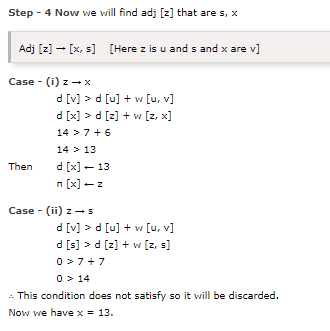 Step - 4 Now we will find adj [z] that are s, x
Adj [z] → [x, s] [Here z is u and s and x are v]
Case - (i) z → x
d [v] > d [u] + w [u, v]
d [x] > d [z] + w [z, x]
14 > 7 + 6
14 > 13
Then d [x] ← 13
π [x] ← z
Case - (ii) z → s
d [v] > d [u] + w [u, v]
d [s] > d [z] + w [z, s]
0 > 7 + 7
0 > 14
∴ This condition does not satisfy so it will be discarded.
Now we have x = 13.